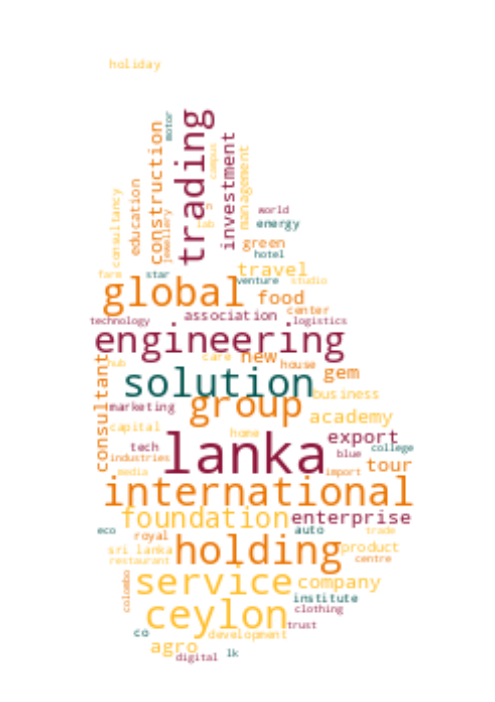 holiday
motor
trading
construction
campus
investment
management
education
jewellery
consultancy
n
lab
world
energy
green
hotel
travel
farm
star
venture
studio
global
food
center
association
technology
logistics
engineering
care
new
hub
house
gem
solution
consultant
business
group
marketing
academy
capital
home
export
tech
lanka
blue
college
industries
tour
media
import
international
foundation
enterprise
eco
auto
trade
royal
sri lanka
holding
product
restaurant
centre
service
company
colombo
institute
ceylon
clothing
trust
co
development
agro
digital
lk